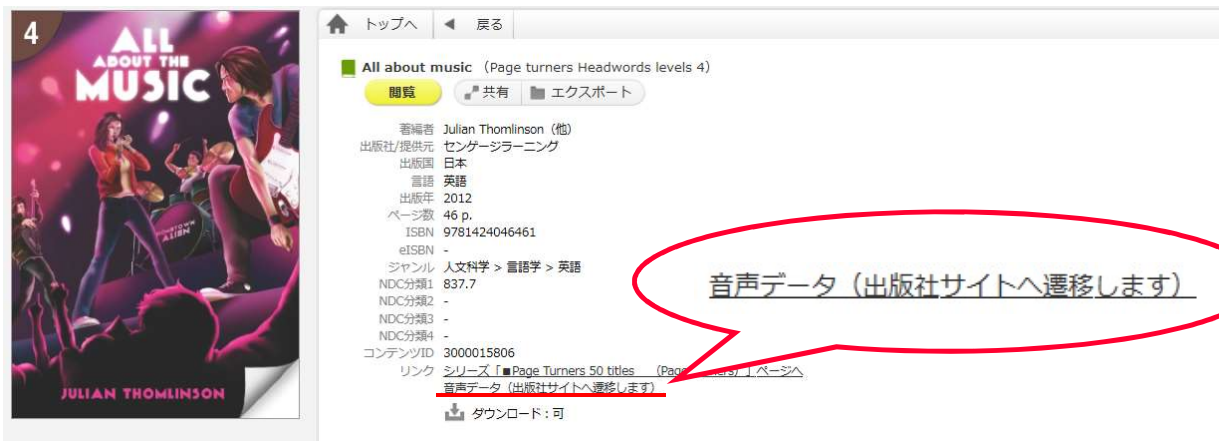 4
ALL
ABOUT THE
MUSIC
HOMETOWN
ALIEN
JULIAN THOMLINSON
トップへ ◀ 戻る
All about music （Page turners Headwords levels 4）
閲覧 共有 エクスポート
著編者 Julian Thomlinson（他）
出版社/提供元 センゲージラーニング
出版国 日本
言語 英語
出版年 2012
ページ数 46 p.
ISBN 9781424046461
eISBN -
ジャンル 人文科学 > 言語学 > 英語
NDC分類1 837.7
NDC分類2 -
NDC分類3 -
NDC分類4 -
コンテンツID 3000015806
リンク シリーズ「■Page Turners 50 titles （Page )」ページへ
音声データ（出版社サイトへ遷移します）
ダウンロード：可
音声データ（出版社サイトへ遷移します）